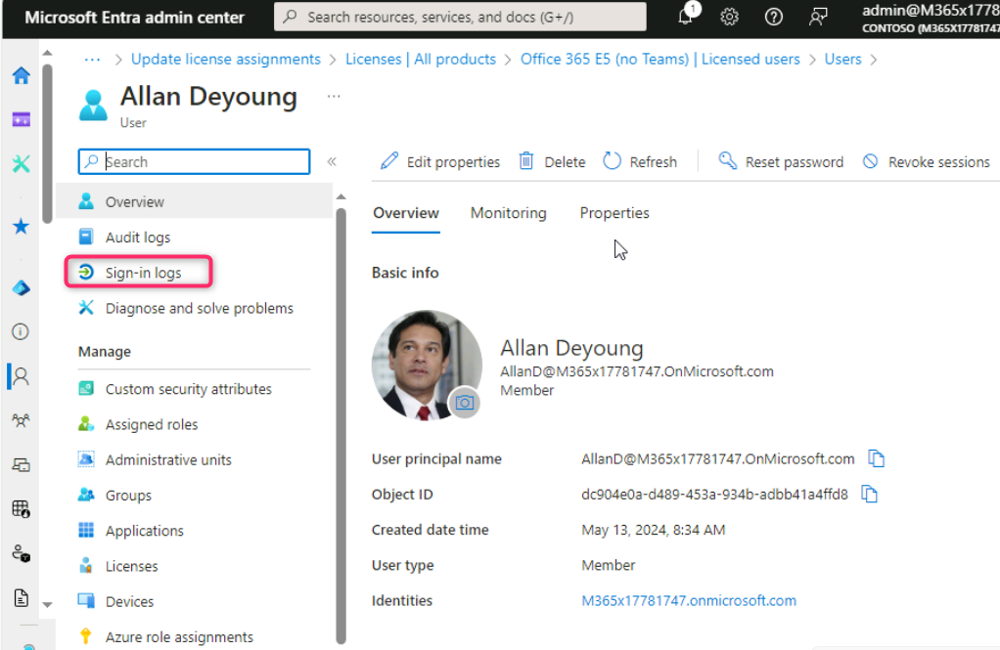 Microsoft Entra admin center
Search resources, services, and docs (G+/)
1
admin@M365x1778
CONTOSO (M365X17781747
... > Update license assignments > Licenses | All products > Office 365 E5 (no Teams) | Licensed users > Users >
Allan Deyoung ...
User
Search
«
Edit properties Delete Refresh Reset password Revoke sessions
Overview
Audit logs
Sign-in logs
Diagnose and solve problems
Manage
Custom security attributes
Assigned roles
Administrative units
Groups
Applications
Licenses
Devices
Azure role assignments
Overview Monitoring Properties
Basic info
Allan Deyoung
AllanD@M365x17781747.OnMicrosoft.com
Member
User principal name AllanD@M365x17781747.OnMicrosoft.com
Object ID dc904e0a-d489-453a-934b-adbb41a4ffd8
Created date time May 13, 2024, 8:34 AM
User type Member
Identities M365x17781747.onmicrosoft.com